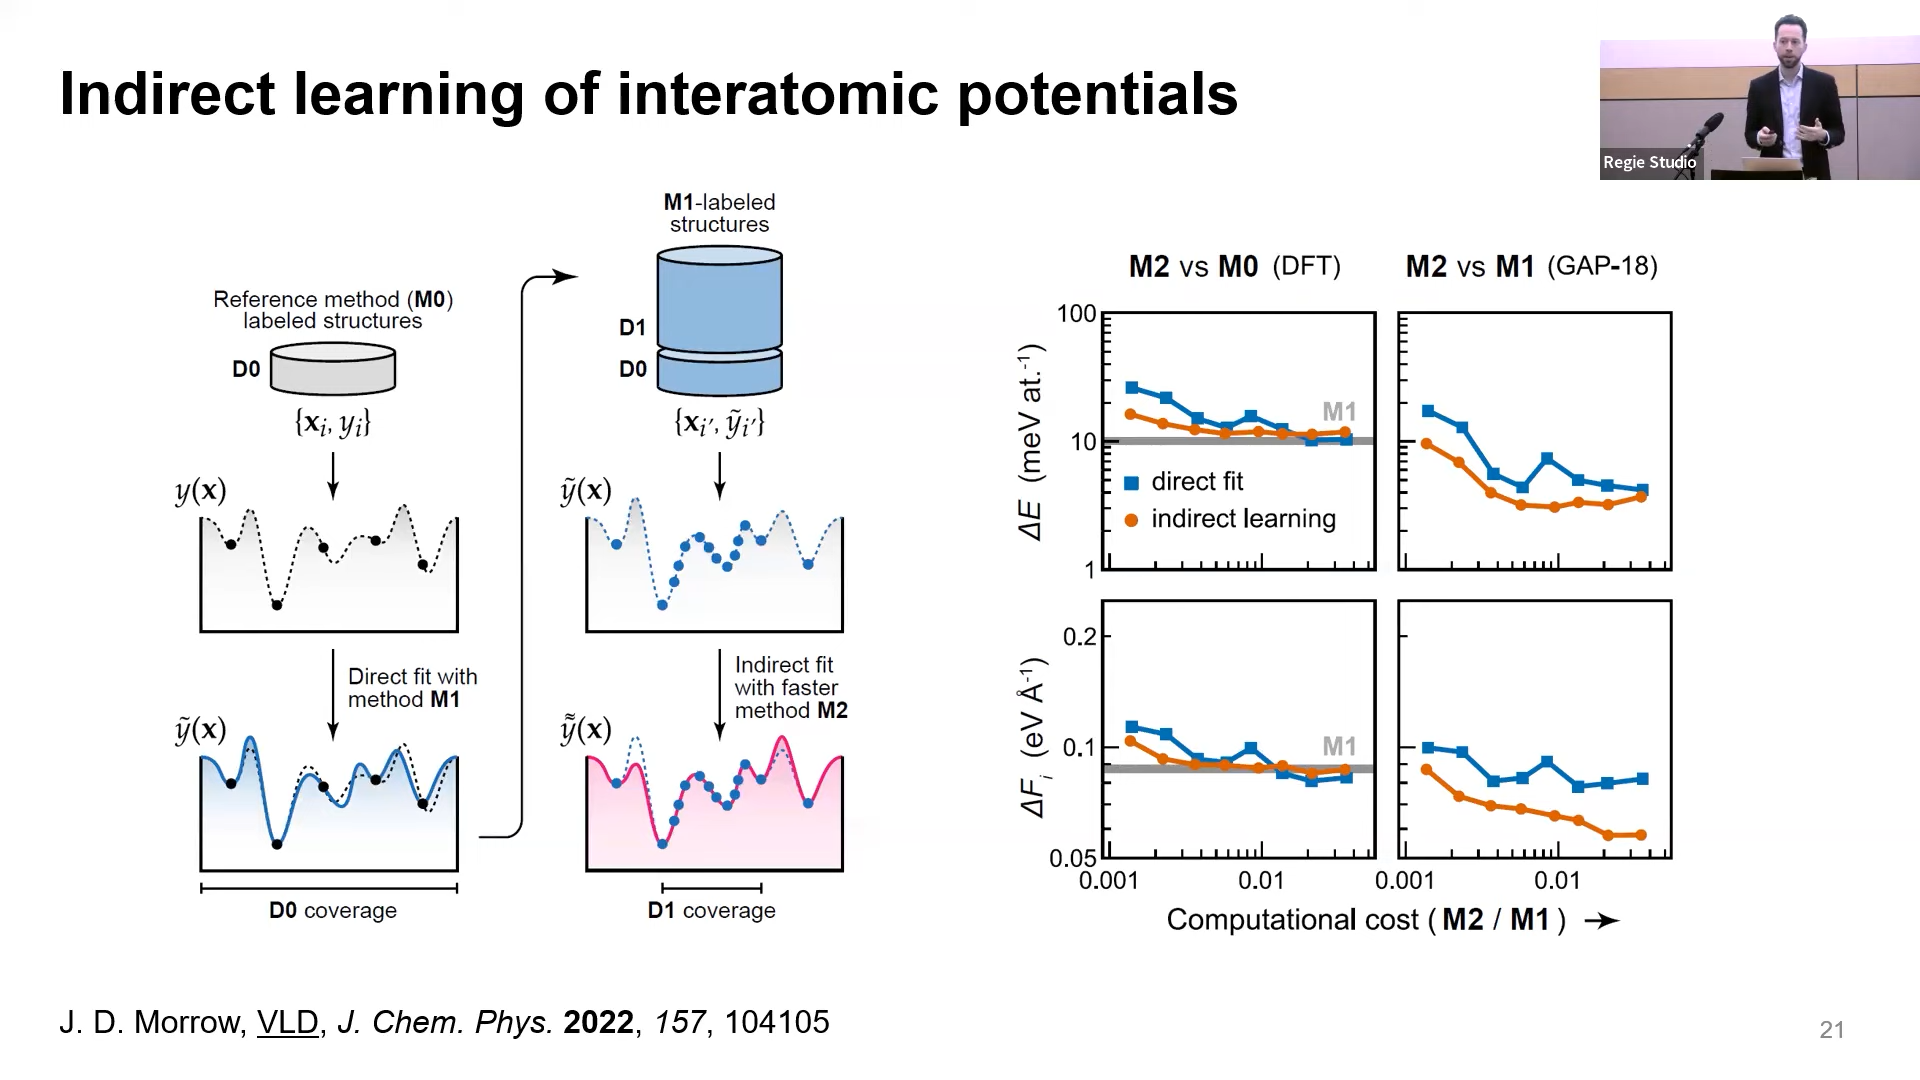 Indirect learning of interatomic potentials
Regie Studio
Reference method (M0)
labeled structures
D0
{xᵢ, yᵢ}
y(x)
Direct fit with
method M1
ỹ(x)
D0 coverage
M1-labeled
structures
D1
D0
{xᵢ′, ỹᵢ′}
ỹ(x)
Indirect fit
with faster
method M2
ỹ̃(x)
D1 coverage
M2 vs M0 (DFT)
M2 vs M1 (GAP-18)
ΔE (meV at.⁻¹)
100
10
1
M1
direct fit
indirect learning
ΔFᵢ (eV Å⁻¹)
0.2
0.1
0.05
M1
0.001
0.01
0.001
0.01
Computational cost ( M2 / M1 )
J. D. Morrow, VLD, J. Chem. Phys. 2022, 157, 104105
21